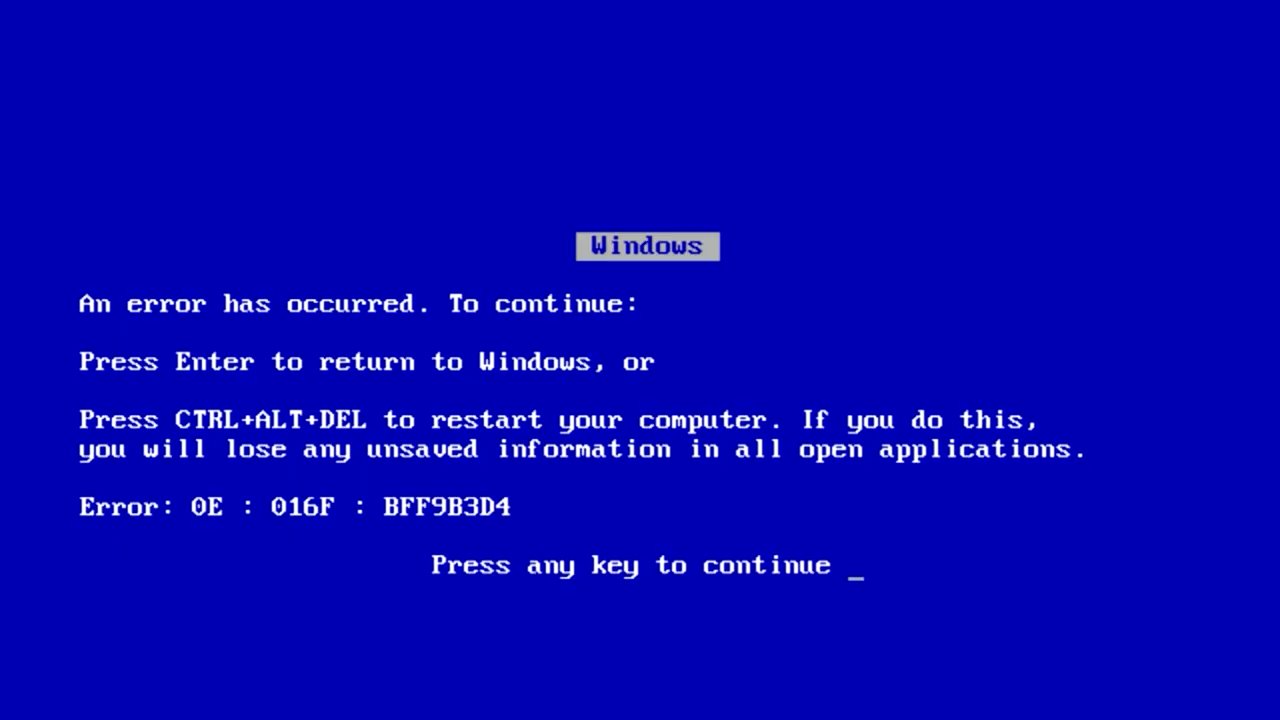 Windows
An error has occurred. To continue:
Press Enter to return to Windows, or
Press CTRL+ALT+DEL to restart your computer. If you do this,
you will lose any unsaved information in all open applications.
Error: 0E : 016F : BFF9B3D4
Press any key to continue _